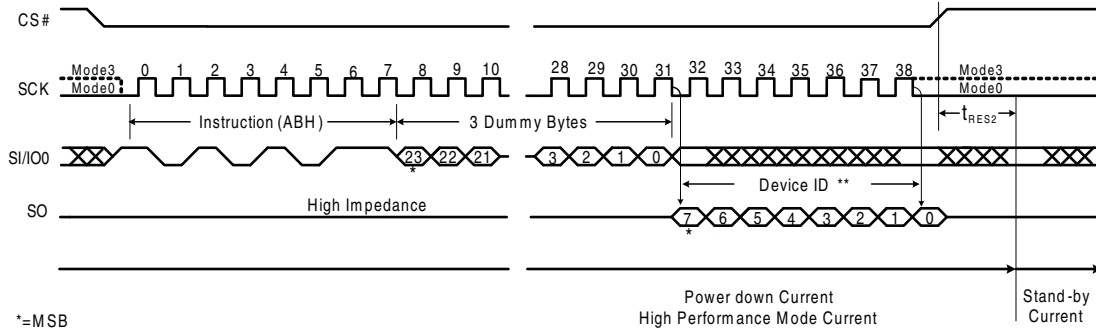 CS#
0 1 2 3 4 5 6 7 8 9 10 28 29 30 31 32 33 34 35 36 37 38
Mode3 Mode3
SCK Mode0 Mode0
Instruction (ABH) 3 Dummy Bytes tRES2
SI/IO0 23 22 21 3 2 1 0
*
Device ID **
High Impedance
SO 7 6 5 4 3 2 1 0
*
Power down Current Stand-by
High Performance Mode Current Current
*=MSB